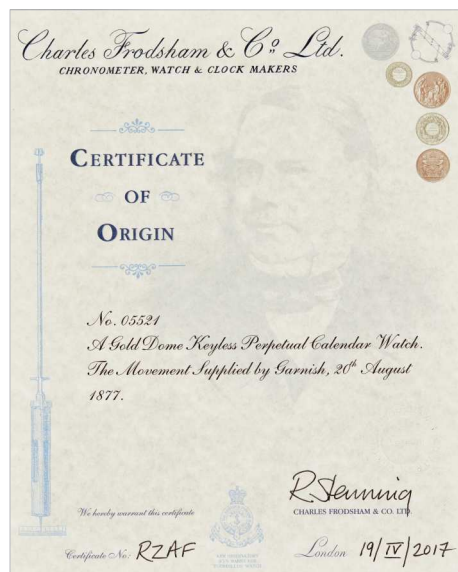 Charles Frodsham & Co. Ltd.
CHRONOMETER, WATCH & CLOCK MAKERS
CERTIFICATE
OF
ORIGIN
No. 05521
A Gold Dome Keyless Perpetual Calendar Watch.
The Movement Supplied by Garnish, 20th August
1877.
R Stenning
We hereby warrant this certificate
CHARLES FRODSHAM & CO. LTD.
Certificate No: RZAF
London 19/IV/2017